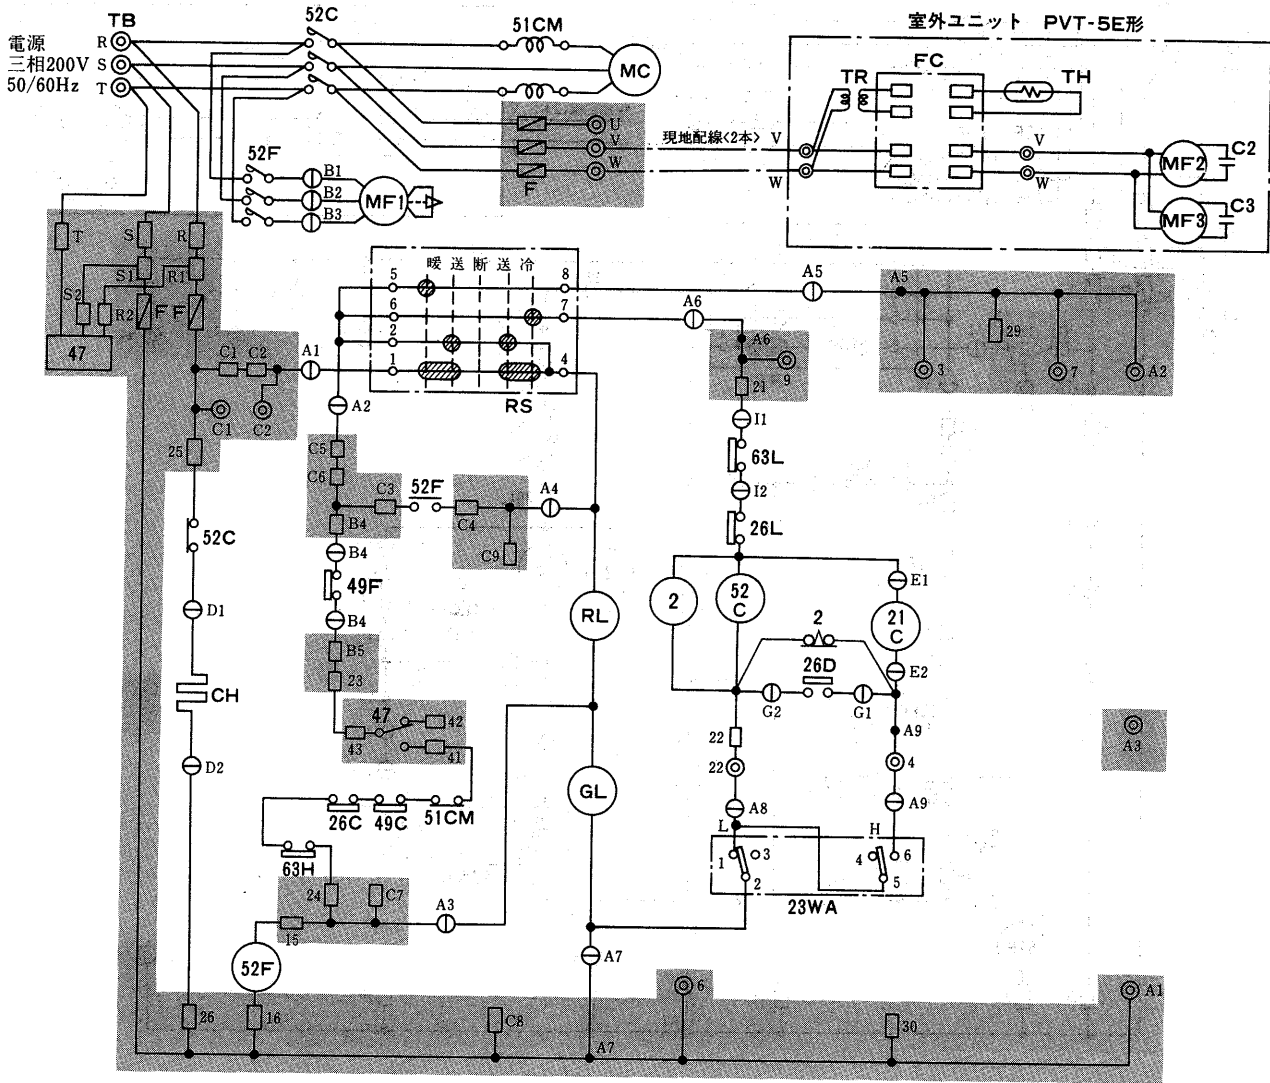 室外ユニット PVT-5E形
52C
TB
51CM
電源
三相200V
50/60Hz
R
S
T
MC
FC
TR
TH
U
V
W
F
現地配線<2本>
V
W
V
W
MF2
C2
MF3
C3
52F
B1
B2
B3
MF1
T
S
R
S1
R1
S2
R2
F F
47
暖 送 断 送 冷
5
8
6
7
2
1
4
RS
A5
A5
A6
A6
29
3
7
A2
9
21
C1
C2
A1
C1
C2
25
A2
I1
63L
I2
26L
C5
C6
C3
52F
C4
A4
C9
B4
B4
49F
B4
B5
23
52C
D1
CH
D2
RL
GL
2
52
C
E1
21
C
E2
2
26D
G2
G1
A9
22
22
4
A8
A9
L
H
1
3
2
4
6
5
23WA
A3
47
42
43
41
26C
49C
51CM
63H
24
C7
15
A3
52F
A7
26
16
C8
A7
6
30
A1